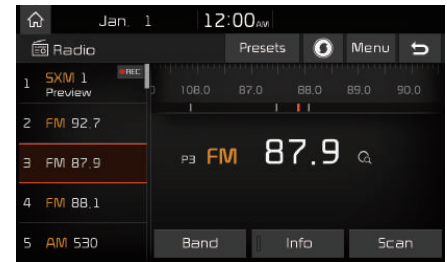 Jan. 1 12:00 AM
Radio Presets Menu
1 SXM 1 REC
Preview
108.0 87.0 88.0 89.0 90.0
2 FM 92.7
3 FM 87.9
P3 FM 87.9
4 FM 88.1
5 AM 530
Band Info Scan